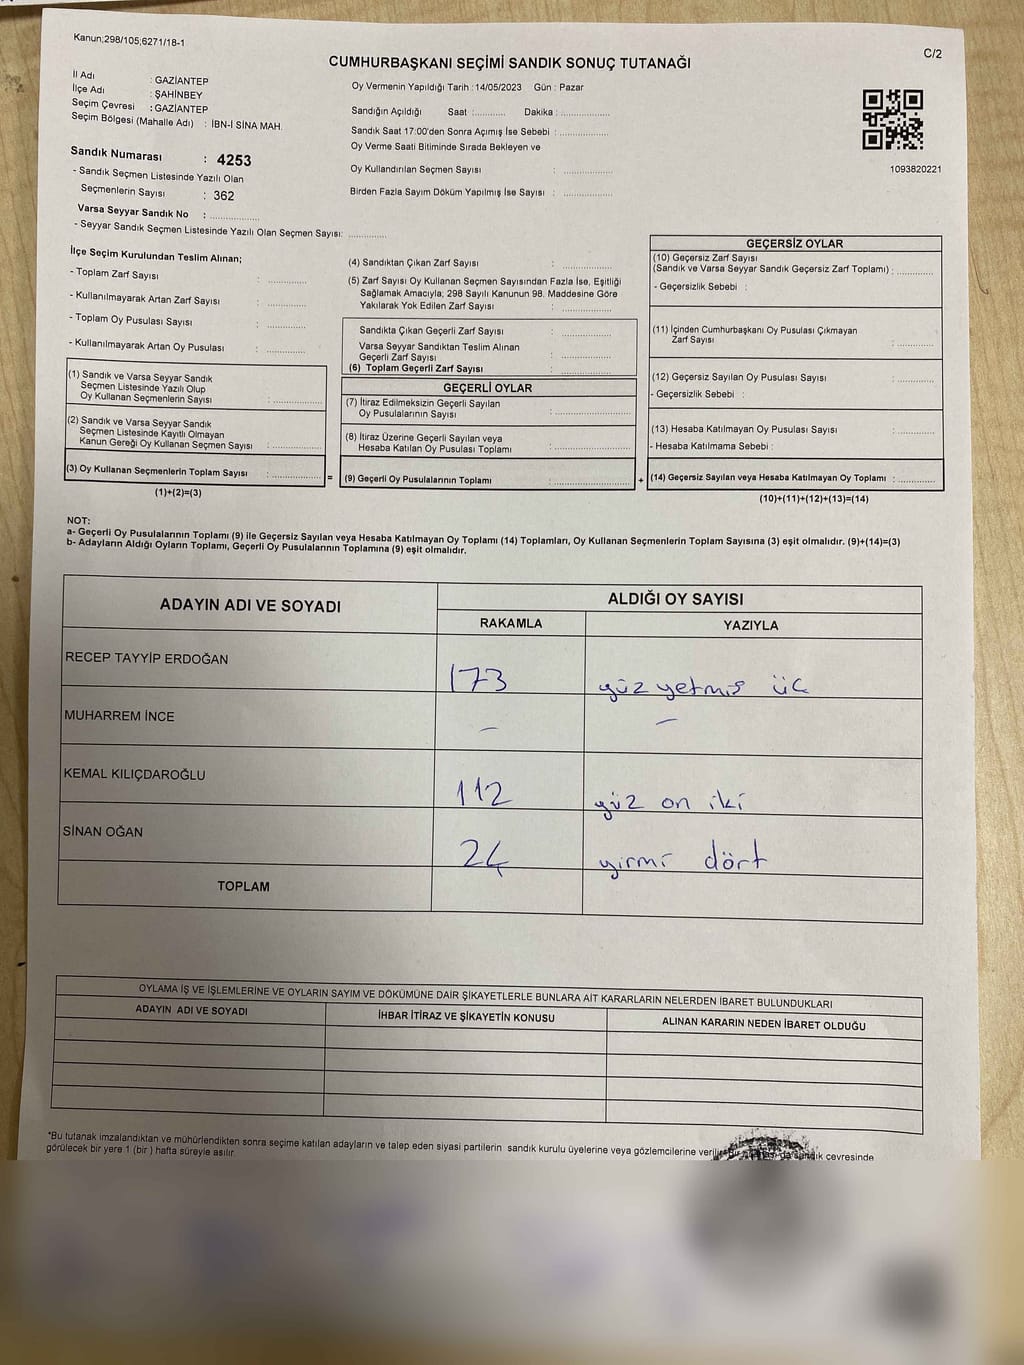 Kanun;298/105;6271/18-1
C/2
CUMHURBAŞKANI SEÇİMİ SANDIK SONUÇ TUTANAĞI
İl Adı : GAZİANTEP
İlçe Adı : ŞAHİNBEY
Seçim Çevresi : GAZİANTEP
Seçim Bölgesi (Mahalle Adı) : İBN-İ SİNA MAH.
Sandık Numarası : 4253
- Sandık Seçmen Listesinde Yazılı Olan
Seçmenlerin Sayısı : 362
Varsa Seyyar Sandık No : ..................
- Seyyar Sandık Seçmen Listesinde Yazılı Olan Seçmen Sayısı: ..............
Oy Vermenin Yapıldığı Tarih : 14/05/2023 Gün : Pazar
Sandığın Açıldığı Saat :............ Dakika : ..................
Sandık Saat 17:00'den Sonra Açımış İse Sebebi : ..................
Oy Verme Saati Bitiminde Sırada Bekleyen ve
Oy Kullandırılan Seçmen Sayısı : ..................
Birden Fazla Sayım Döküm Yapılmış İse Sayısı : ..................
1093820221
İlçe Seçim Kurulundan Teslim Alınan;
- Toplam Zarf Sayısı : ..............
- Kullanılmayarak Artan Zarf Sayısı : ..............
- Toplam Oy Pusulası Sayısı : ..............
- Kullanılmayarak Artan Oy Pusulası : ..............
(1) Sandık ve Varsa Seyyar Sandık
Seçmen Listesinde Yazılı Olup
Oy Kullanan Seçmenlerin Sayısı : ..................
(2) Sandık ve Varsa Seyyar Sandık
Seçmen Listesinde Kayıtlı Olmayan
Kanun Gereği Oy Kullanan Seçmen Sayısı : ..................
(3) Oy Kullanan Seçmenlerin Toplam Sayısı : ..................
(1)+(2)=(3)
(4) Sandıktan Çıkan Zarf Sayısı : ..................
(5) Zarf Sayısı Oy Kullanan Seçmen Sayısından Fazla İse, Eşitliği
Sağlamak Amacıyla; 298 Sayılı Kanunun 98. Maddesine Göre
Yakılarak Yok Edilen Zarf Sayısı : ..................
Sandıkta Çıkan Geçerli Zarf Sayısı : ..................
Varsa Seyyar Sandıktan Teslim Alınan
Geçerli Zarf Sayısı : ..................
(6) Toplam Geçerli Zarf Sayısı : ..................
GEÇERLİ OYLAR
(7) İtiraz Edilmeksizin Geçerli Sayılan
Oy Pusulalarının Sayısı : ..................
(8) İtiraz Üzerine Geçerli Sayılan veya
Hesaba Katılan Oy Pusulası Toplamı : ..................
= (9) Geçerli Oy Pusulalarının Toplamı : ..................
GEÇERSİZ OYLAR
(10) Geçersiz Zarf Sayısı
(Sandık ve Varsa Seyyar Sandık Geçersiz Zarf Toplamı) : .............
- Geçersizlik Sebebi :
(11) İçinden Cumhurbaşkanı Oy Pusulası Çıkmayan
Zarf Sayısı : .............
(12) Geçersiz Sayılan Oy Pusulası Sayısı : .............
- Geçersizlik Sebebi :
(13) Hesaba Katılmayan Oy Pusulası Sayısı : .............
- Hesaba Katılmama Sebebi :
+ (14) Geçersiz Sayılan veya Hesaba Katılmayan Oy Toplamı : .............
(10)+(11)+(12)+(13)=(14)
NOT:
a- Geçerli Oy Pusulalarının Toplamı (9) ile Geçersiz Sayılan veya Hesaba Katılmayan Oy Toplamı (14) Toplamları, Oy Kullanan Seçmenlerin Toplam Sayısına (3) eşit olmalıdır. (9)+(14)=(3)
b- Adayların Aldığı Oyların Toplamı, Geçerli Oy Pusulalarının Toplamına (9) eşit olmalıdır.
ADAYIN ADI VE SOYADI ALDIĞI OY SAYISI
RAKAMLA YAZIYLA
RECEP TAYYİP ERDOĞAN 173 yüz yetmiş üç
MUHARREM İNCE – –
KEMAL KILIÇDAROĞLU 112 yüz on iki
SİNAN OĞAN 24 yirmi dört
TOPLAM
OYLAMA İŞ VE İŞLEMLERİNE VE OYLARIN SAYIM VE DÖKÜMÜNE DAİR ŞİKAYETLERLE BUNLARA AİT KARARLARIN NELERDEN İBARET BULUNDUKLARI
ADAYIN ADI VE SOYADI İHBAR İTİRAZ VE ŞİKAYETİN KONUSU ALINAN KARARIN NEDEN İBARET OLDUĞU
*Bu tutanak imzalandıktan ve mühürlendikten sonra seçime katılan adayların ve talep eden siyasi partilerin sandık kurulu üyelerine veya gözlemcilerine sandık çevresinde
görülecek bir yere 1 (bir ) hafta süreyle asılır.